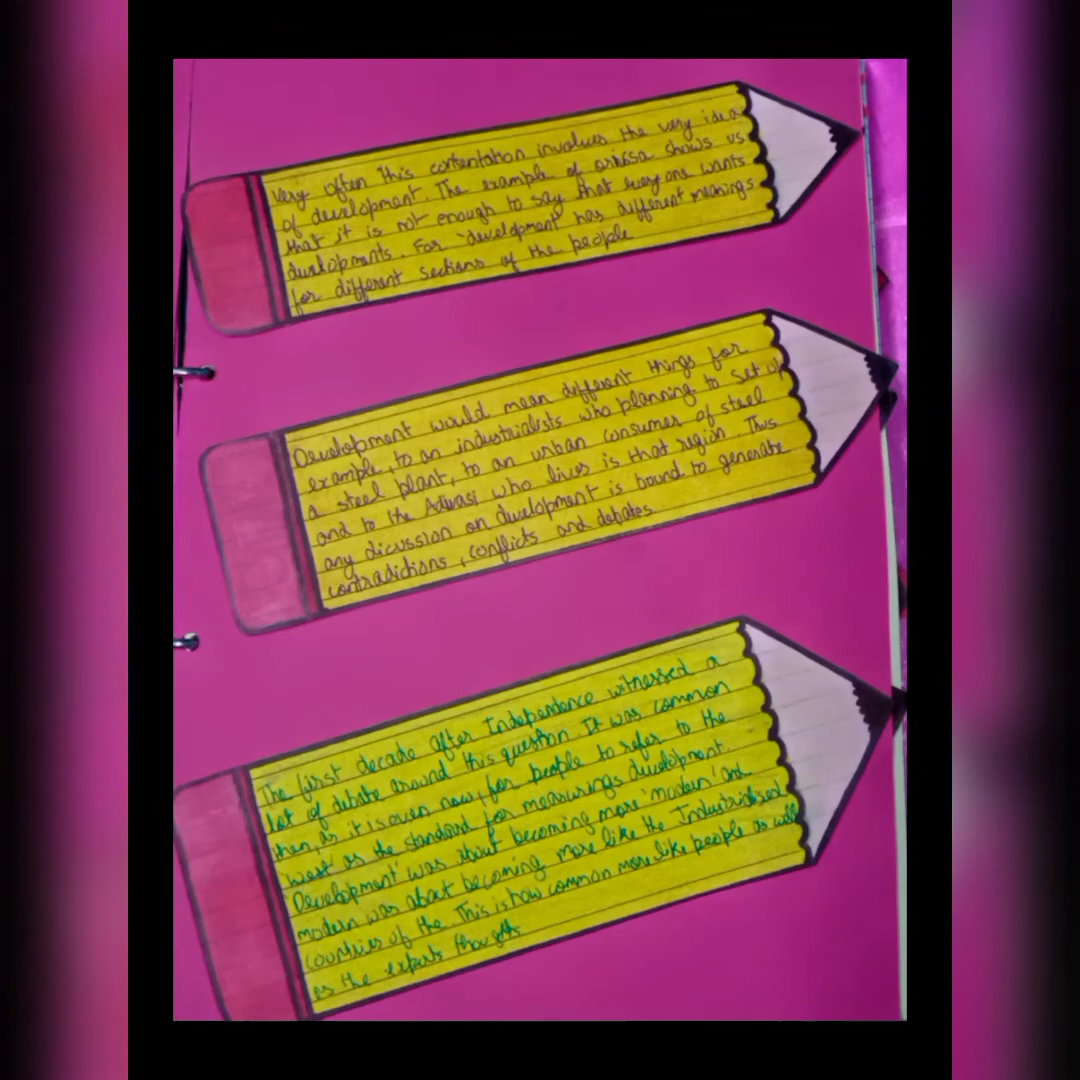 Very often this contentation involves the very idea
of development. The example of orissa shows us
that it is not enough to say that every one wants
duvlopments. For 'development' has different meanings
for different sections of the people
Development would mean different things for
example, to an industrialists who planning to set up
a steel plant, to an urban consumer of steel
and to the Adivasi who lives is that region Thus
any dicussion on development is bound to generate
contradictions, conflicts and debates
The first decade after Independence witnessed a
lot of debate around this question It was common
then, as it is even now, for people to refer to the
'west' as the standard for measurings development.
'Development' was about becoming more 'modern' and
modern was about becoming more like the Industrialised
countries of the This is how common more like people as well
as the experts thoughts